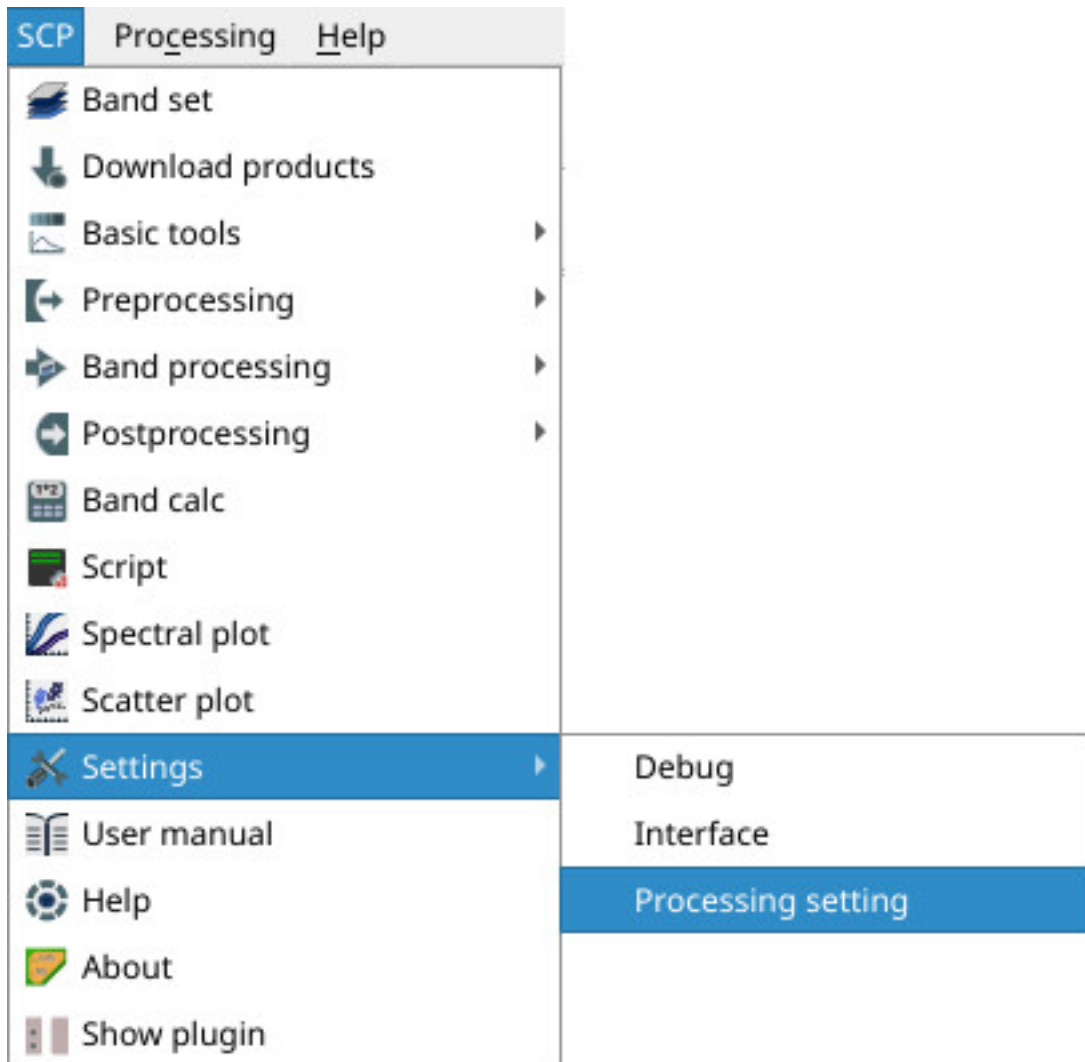 SCP Processing Help
Band set
Download products
Basic tools
Preprocessing
Band processing
Postprocessing
Band calc
Script
Spectral plot
Scatter plot
Settings
Debug
User manual
Interface
Help
Processing setting
About
Show plugin